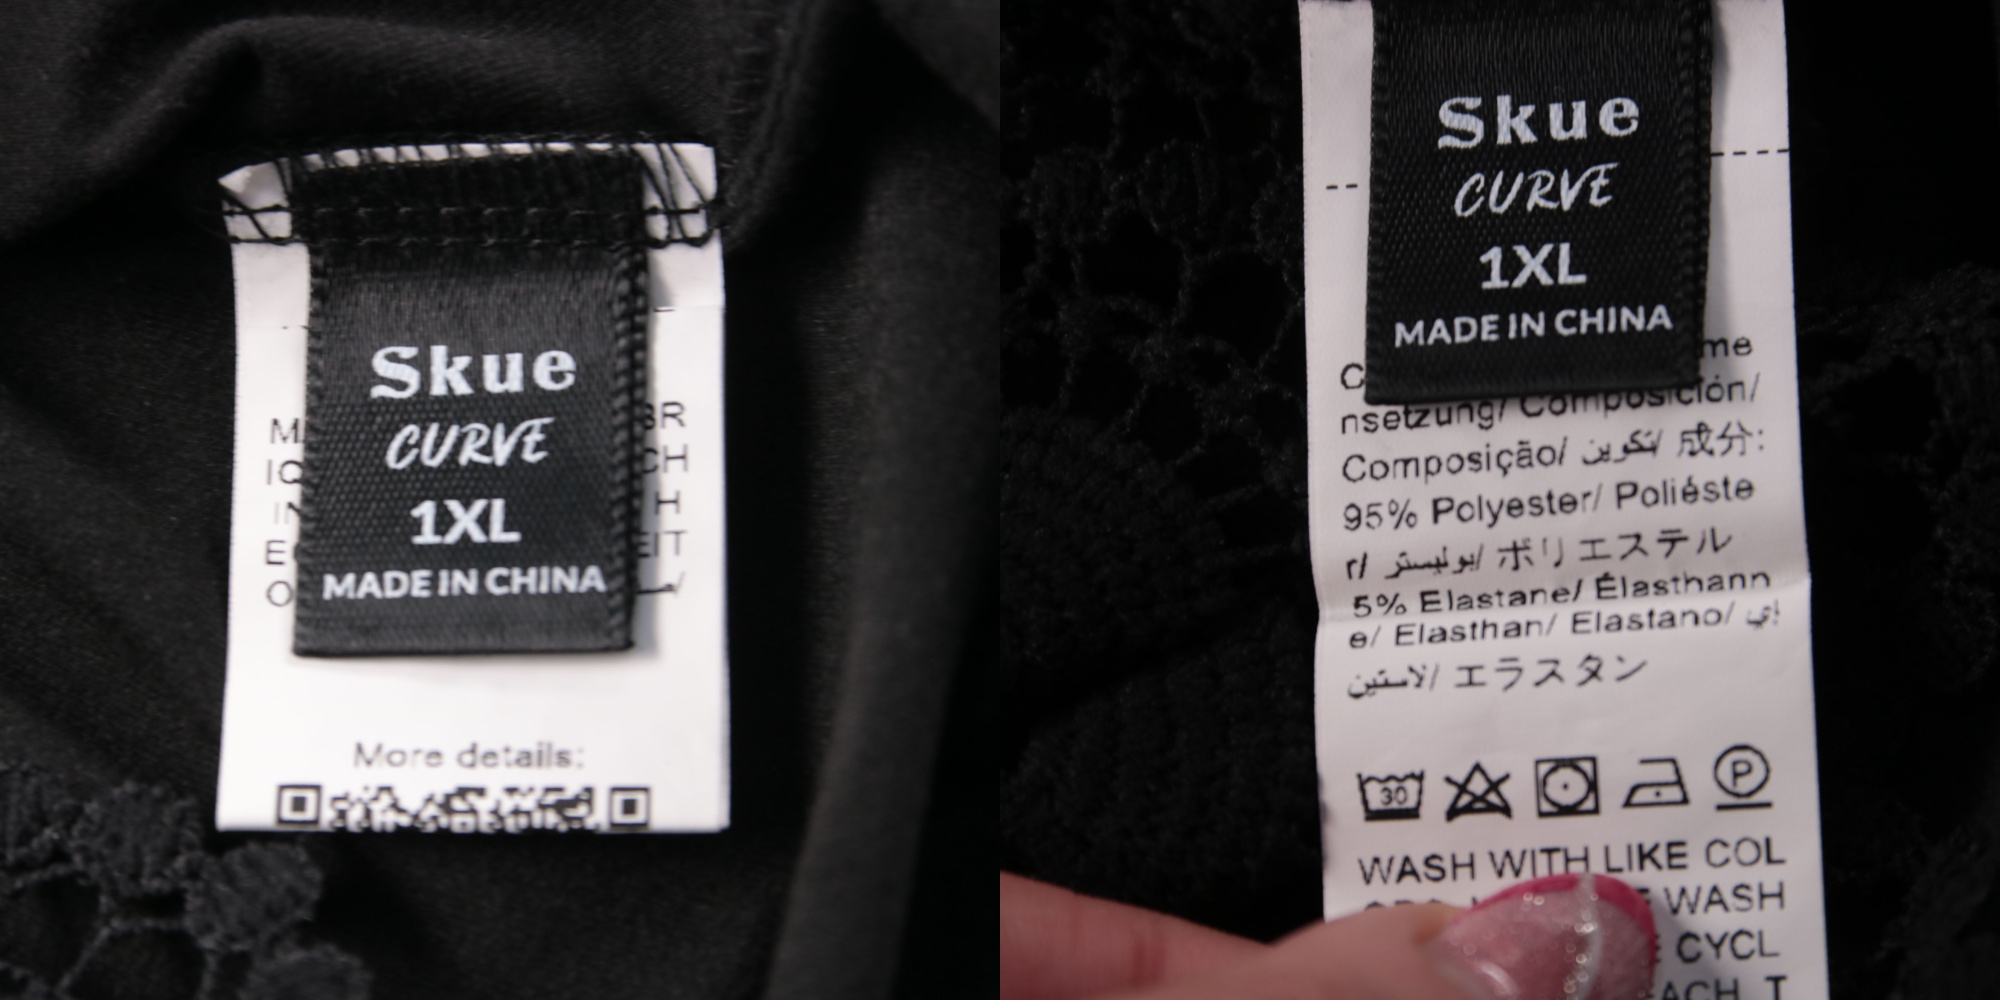 Skue
CURVE
1XL
MADE IN CHINA
More details:
Skue
CURVE
1XL
MADE IN CHINA
nsetzung/ Composición/
Composição/ تكوين/ 成分:
95% Polyester/ Poliéste
r/ بوليستر/ ポリエステル
5% Elastane/ Élasthann
e/ Elasthan/ Elastano/ إي
لاستين/ エラスタン
30
P
WASH WITH LIKE COL
WASH
CYCL